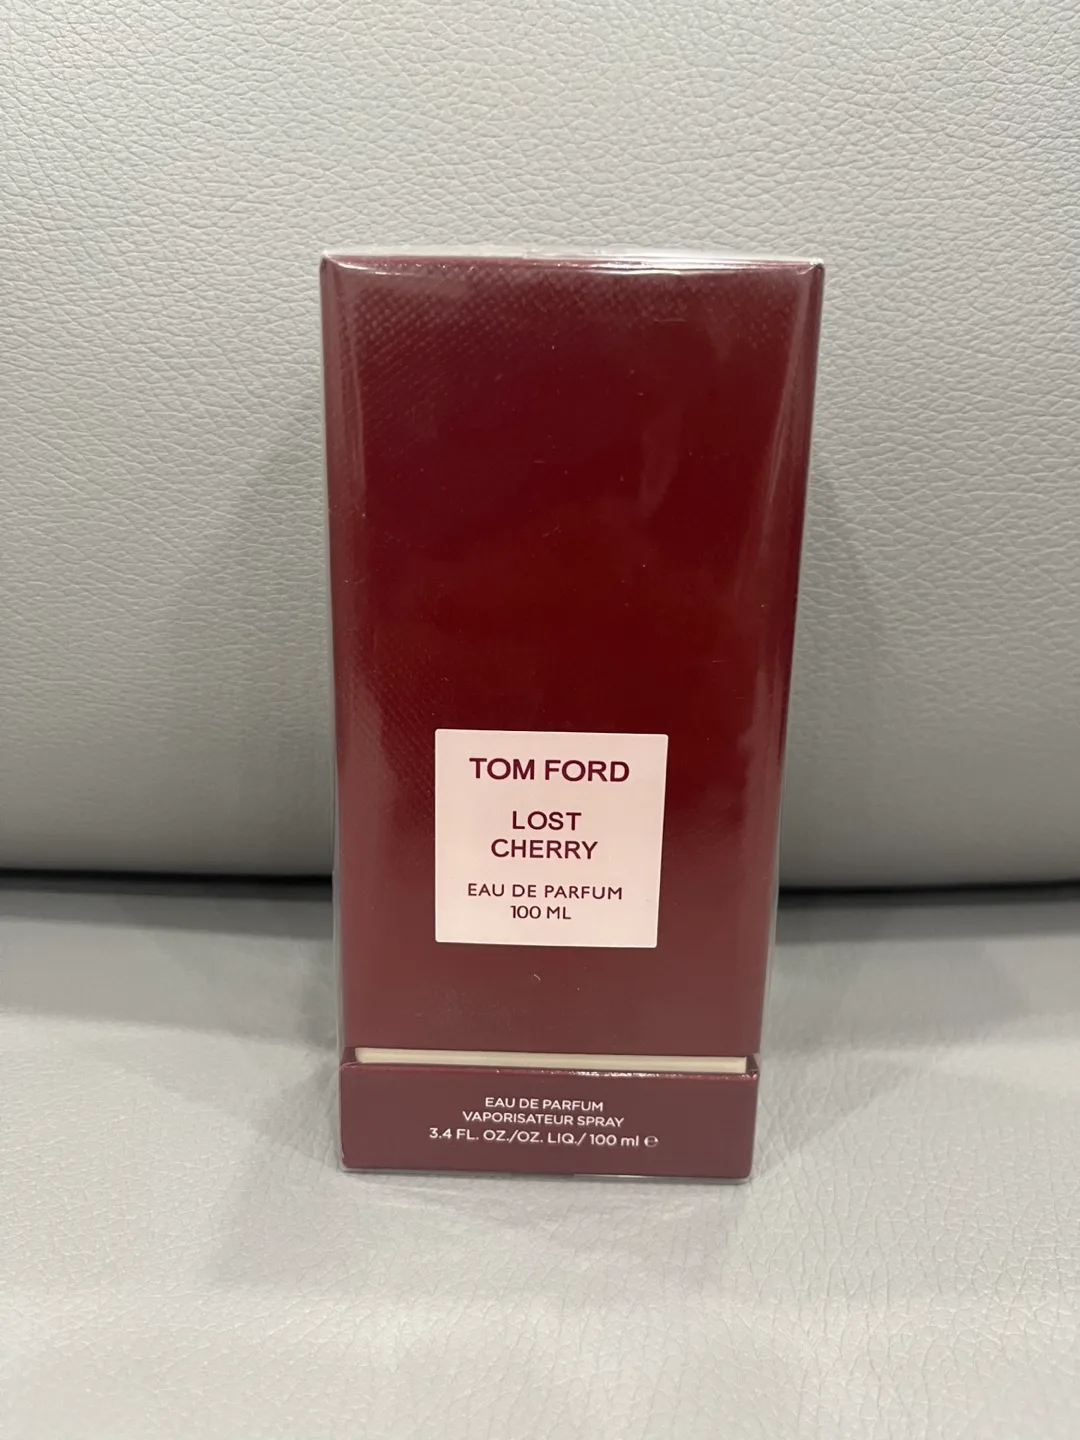 TOM FORD
LOST
CHERRY
EAU DE PARFUM
100 ML
EAU DE PARFUM
VAPORISATEUR SPRAY
3.4 FL. OZ./OZ. LIQ./ 100 ml ℮